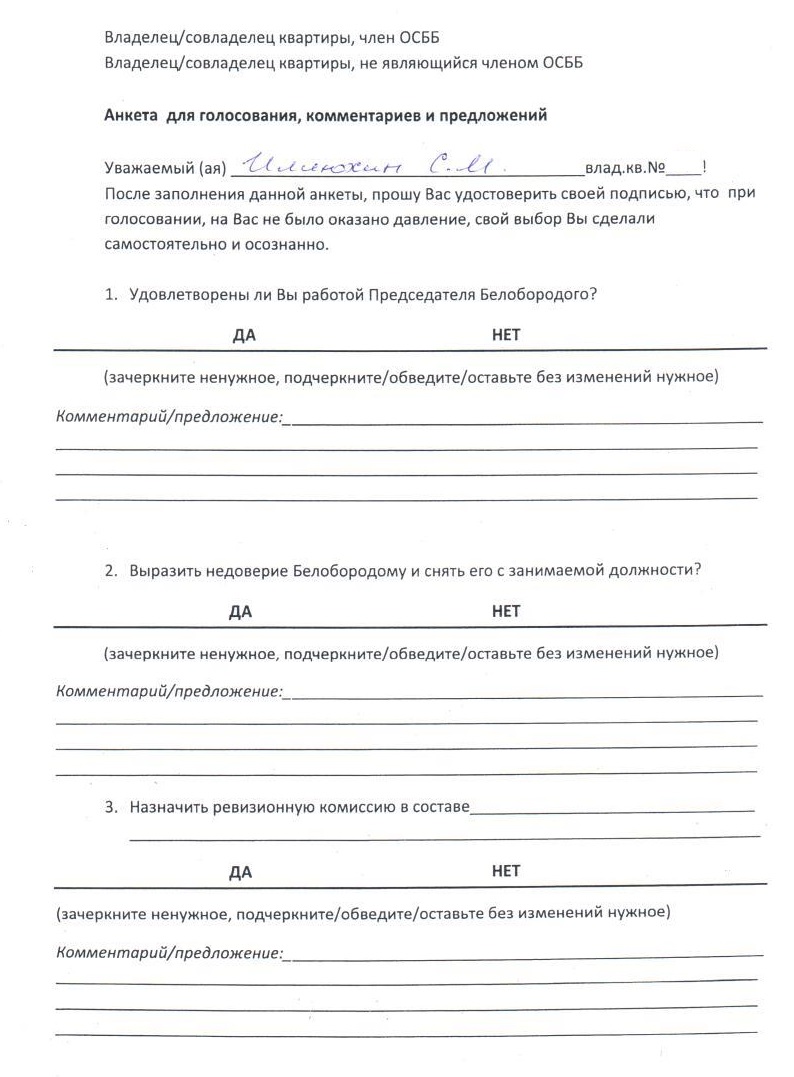 Владелец/совладелец квартиры, член ОСББ
Владелец/совладелец квартиры, не являющийся членом ОСББ
Анкета для голосования, комментариев и предложений
Уважаемый (ая) С.И. влад.кв.№____!
После заполнения данной анкеты, прошу Вас удостоверить своей подписью, что при
голосовании, на Вас не было оказано давление, свой выбор Вы сделали
самостоятельно и осознанно.
1. Удовлетворены ли Вы работой Председателя Белобородого?
ДА НЕТ
(зачеркните ненужное, подчеркните/обведите/оставьте без изменений нужное)
Комментарий/предложение:
2. Выразить недоверие Белобородому и снять его с занимаемой должности?
ДА НЕТ
(зачеркните ненужное, подчеркните/обведите/оставьте без изменений нужное)
Комментарий/предложение:
3. Назначить ревизионную комиссию в составе
ДА НЕТ
(зачеркните ненужное, подчеркните/обведите/оставьте без изменений нужное)
Комментарий/предложение: